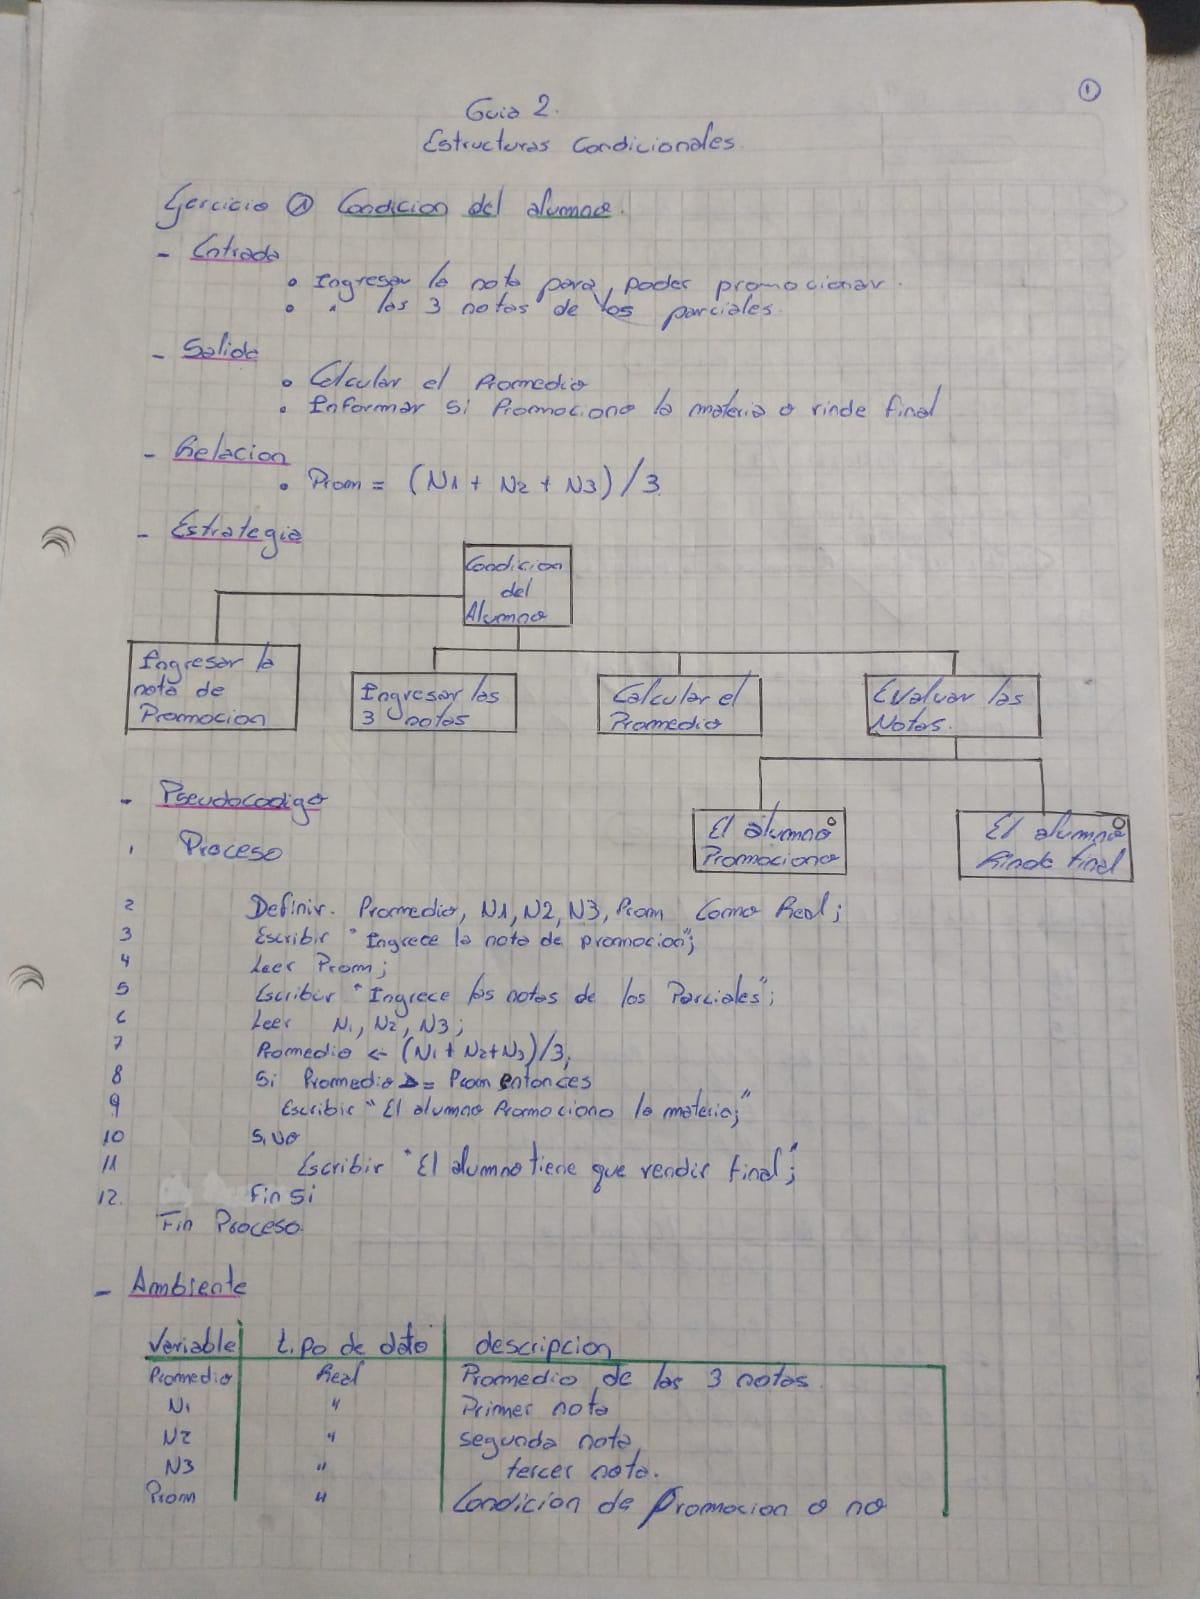 ①
Guia 2.
Estructuras Condicionales.
Ejercicio ① Condicion del alumno.
- Entrada
• Ingresar la nota para poder promocionar.
• " las 3 notas de los parciales.
- Salida
• Calcular el Promedio
• Informar si Promociono la materia o rinde final
- Relacion
• Prom = (N1 + N2 + N3) / 3.
- Estrategia
Condicion
del
Alumno
Ingresar la
nota de
Promocion
Ingresar las
3 notas
Calcular el
Promedio
Evaluar las
Notas.
El alumno
Promociono
El alumno
Rinde final
- Pseudocodigo
1 Proceso
2 Definir. Promedio, N1, N2, N3, Prom Como Real;
3 Escribir "Ingrece la nota de promocion";
4 Leer Prom;
5 Escribir "Ingrece las notas de los Parciales";
6 Leer N1, N2, N3;
7 Promedio <- (N1 + N2+N3)/3;
8 Si Promedio >= Prom entonces
9 Escribir "El alumno Promociono la materia;"
10 SiNo
11 Escribir "El alumno tiene que rendir final";
12. Fin Si
Fin Proceso.
- Ambiente
Variable tipo de dato descripcion
Promedio Real Promedio de las 3 notas.
N1 " Primer nota
N2 " segunda nota
N3 " tercer nota.
Prom " Condicion de Promocion o no